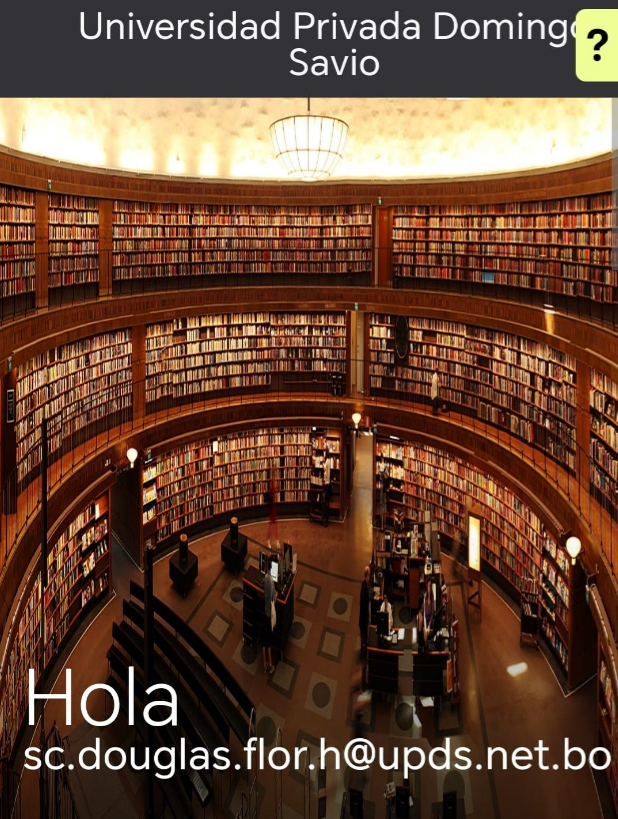 Universidad Privada Domingo
Savio
?
Hola
sc.douglas.flor.h@upds.net.bo